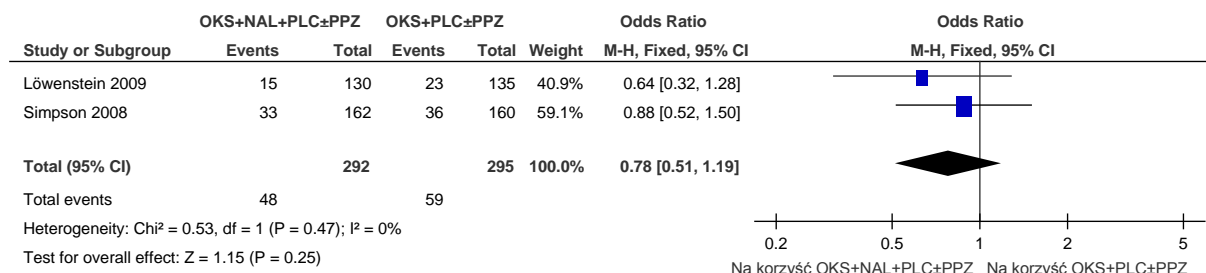 OKS+NAL+PLC±PPZ OKS+PLC±PPZ Odds Ratio Odds Ratio
Study or Subgroup Events Total Events Total Weight M-H, Fixed, 95% CI M-H, Fixed, 95% CI
Löwenstein 2009 15 130 23 135 40.9% 0.64 [0.32, 1.28]
Simpson 2008 33 162 36 160 59.1% 0.88 [0.52, 1.50]
Total (95% CI) 292 295 100.0% 0.78 [0.51, 1.19]
Total events 48 59
Heterogeneity: Chi² = 0.53, df = 1 (P = 0.47); I² = 0%
Test for overall effect: Z = 1.15 (P = 0.25)
0.2 0.5 1 2 5
Na korzyść OKS+NAL+PLC±PPZ Na korzyść OKS+PLC±PPZ